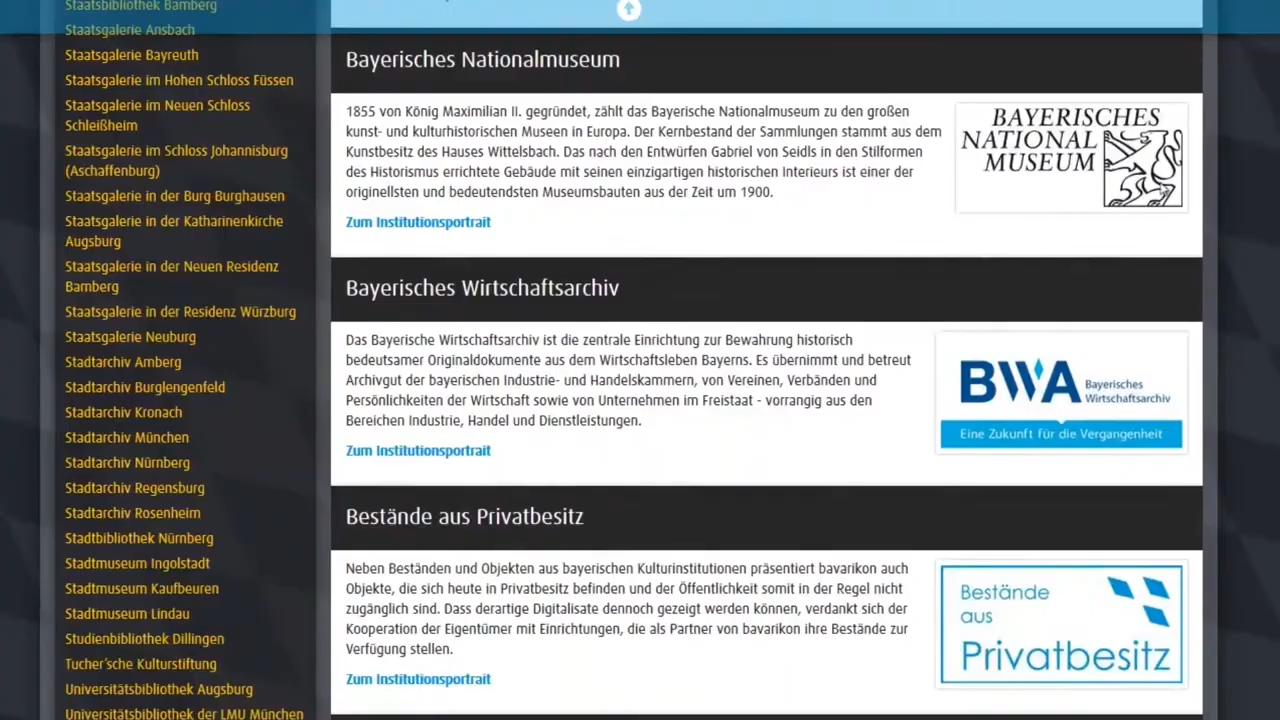 Staatsbibliothek Bamberg
Staatsgalerie Ansbach
Staatsgalerie Bayreuth
Staatsgalerie im Hohen Schloss Füssen
Staatsgalerie im Neuen Schloss
Schleißheim
Staatsgalerie im Schloss Johannisburg
(Aschaffenburg)
Staatsgalerie in der Burg Burghausen
Staatsgalerie in der Katharinenkirche
Augsburg
Staatsgalerie in der Neuen Residenz
Bamberg
Staatsgalerie in der Residenz Würzburg
Staatsgalerie Neuburg
Stadtarchiv Amberg
Stadtarchiv Burglengenfeld
Stadtarchiv Kronach
Stadtarchiv München
Stadtarchiv Nürnberg
Stadtarchiv Regensburg
Stadtarchiv Rosenheim
Stadtbibliothek Nürnberg
Stadtmuseum Ingolstadt
Stadtmuseum Kaufbeuren
Stadtmuseum Lindau
Studienbibliothek Dillingen
Tucher'sche Kulturstiftung
Universitätsbibliothek Augsburg
Universitätsbibliothek der LMU München
Bayerisches Nationalmuseum
1855 von König Maximilian II. gegründet, zählt das Bayerische Nationalmuseum zu den großen
kunst- und kulturhistorischen Museen in Europa. Der Kernbestand der Sammlungen stammt aus dem
Kunstbesitz des Hauses Wittelsbach. Das nach den Entwürfen Gabriel von Seidls in den Stilformen
des Historismus errichtete Gebäude mit seinen einzigartigen historischen Interieurs ist einer der
originellsten und bedeutendsten Museumsbauten aus der Zeit um 1900.
Zum Institutionsportrait
BAYERISCHES
NATIONAL
MUSEUM
Bayerisches Wirtschaftsarchiv
Das Bayerische Wirtschaftsarchiv ist die zentrale Einrichtung zur Bewahrung historisch
bedeutsamer Originaldokumente aus dem Wirtschaftsleben Bayerns. Es übernimmt und betreut
Archivgut der bayerischen Industrie- und Handelskammern, von Vereinen, Verbänden und
Persönlichkeiten der Wirtschaft sowie von Unternehmen im Freistaat - vorrangig aus den
Bereichen Industrie, Handel und Dienstleistungen.
Zum Institutionsportrait
BWA
Bayerisches
Wirtschaftsarchiv
Eine Zukunft für die Vergangenheit
Bestände aus Privatbesitz
Neben Beständen und Objekten aus bayerischen Kulturinstitutionen präsentiert bavarikon auch
Objekte, die sich heute in Privatbesitz befinden und der Öffentlichkeit somit in der Regel nicht
zugänglich sind. Dass derartige Digitalisate dennoch gezeigt werden können, verdankt sich der
Kooperation der Eigentümer mit Einrichtungen, die als Partner von bavarikon ihre Bestände zur
Verfügung stellen.
Zum Institutionsportrait
Bestände
aus
Privatbesitz